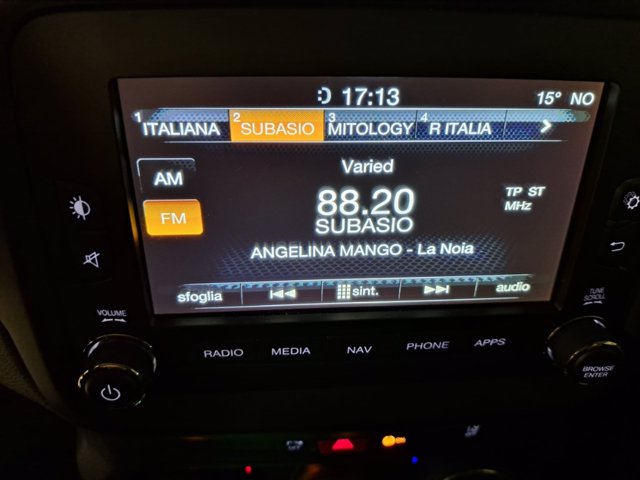 17:13
15° NO
1 ITALIANA 2 SUBASIO 3 MITOLOGY 4 R ITALIA >
AM
Varied
88.20
TP ST
MHz
FM
SUBASIO
ANGELINA MANGO - La Noia
sfoglia sint. audio
VOLUME
TUNE
SCROLL
RADIO MEDIA NAV PHONE APPS
BROWSE
ENTER